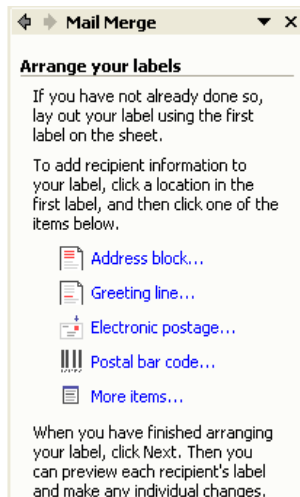 Mail Merge
Arrange your labels
If you have not already done so,
lay out your label using the first
label on the sheet.
To add recipient information to
your label, click a location in the
first label, and then click one of the
items below.
Address block...
Greeting line...
Electronic postage...
Postal bar code...
More items...
When you have finished arranging
your label, click Next. Then you
can preview each recipient's label
and make any individual changes.